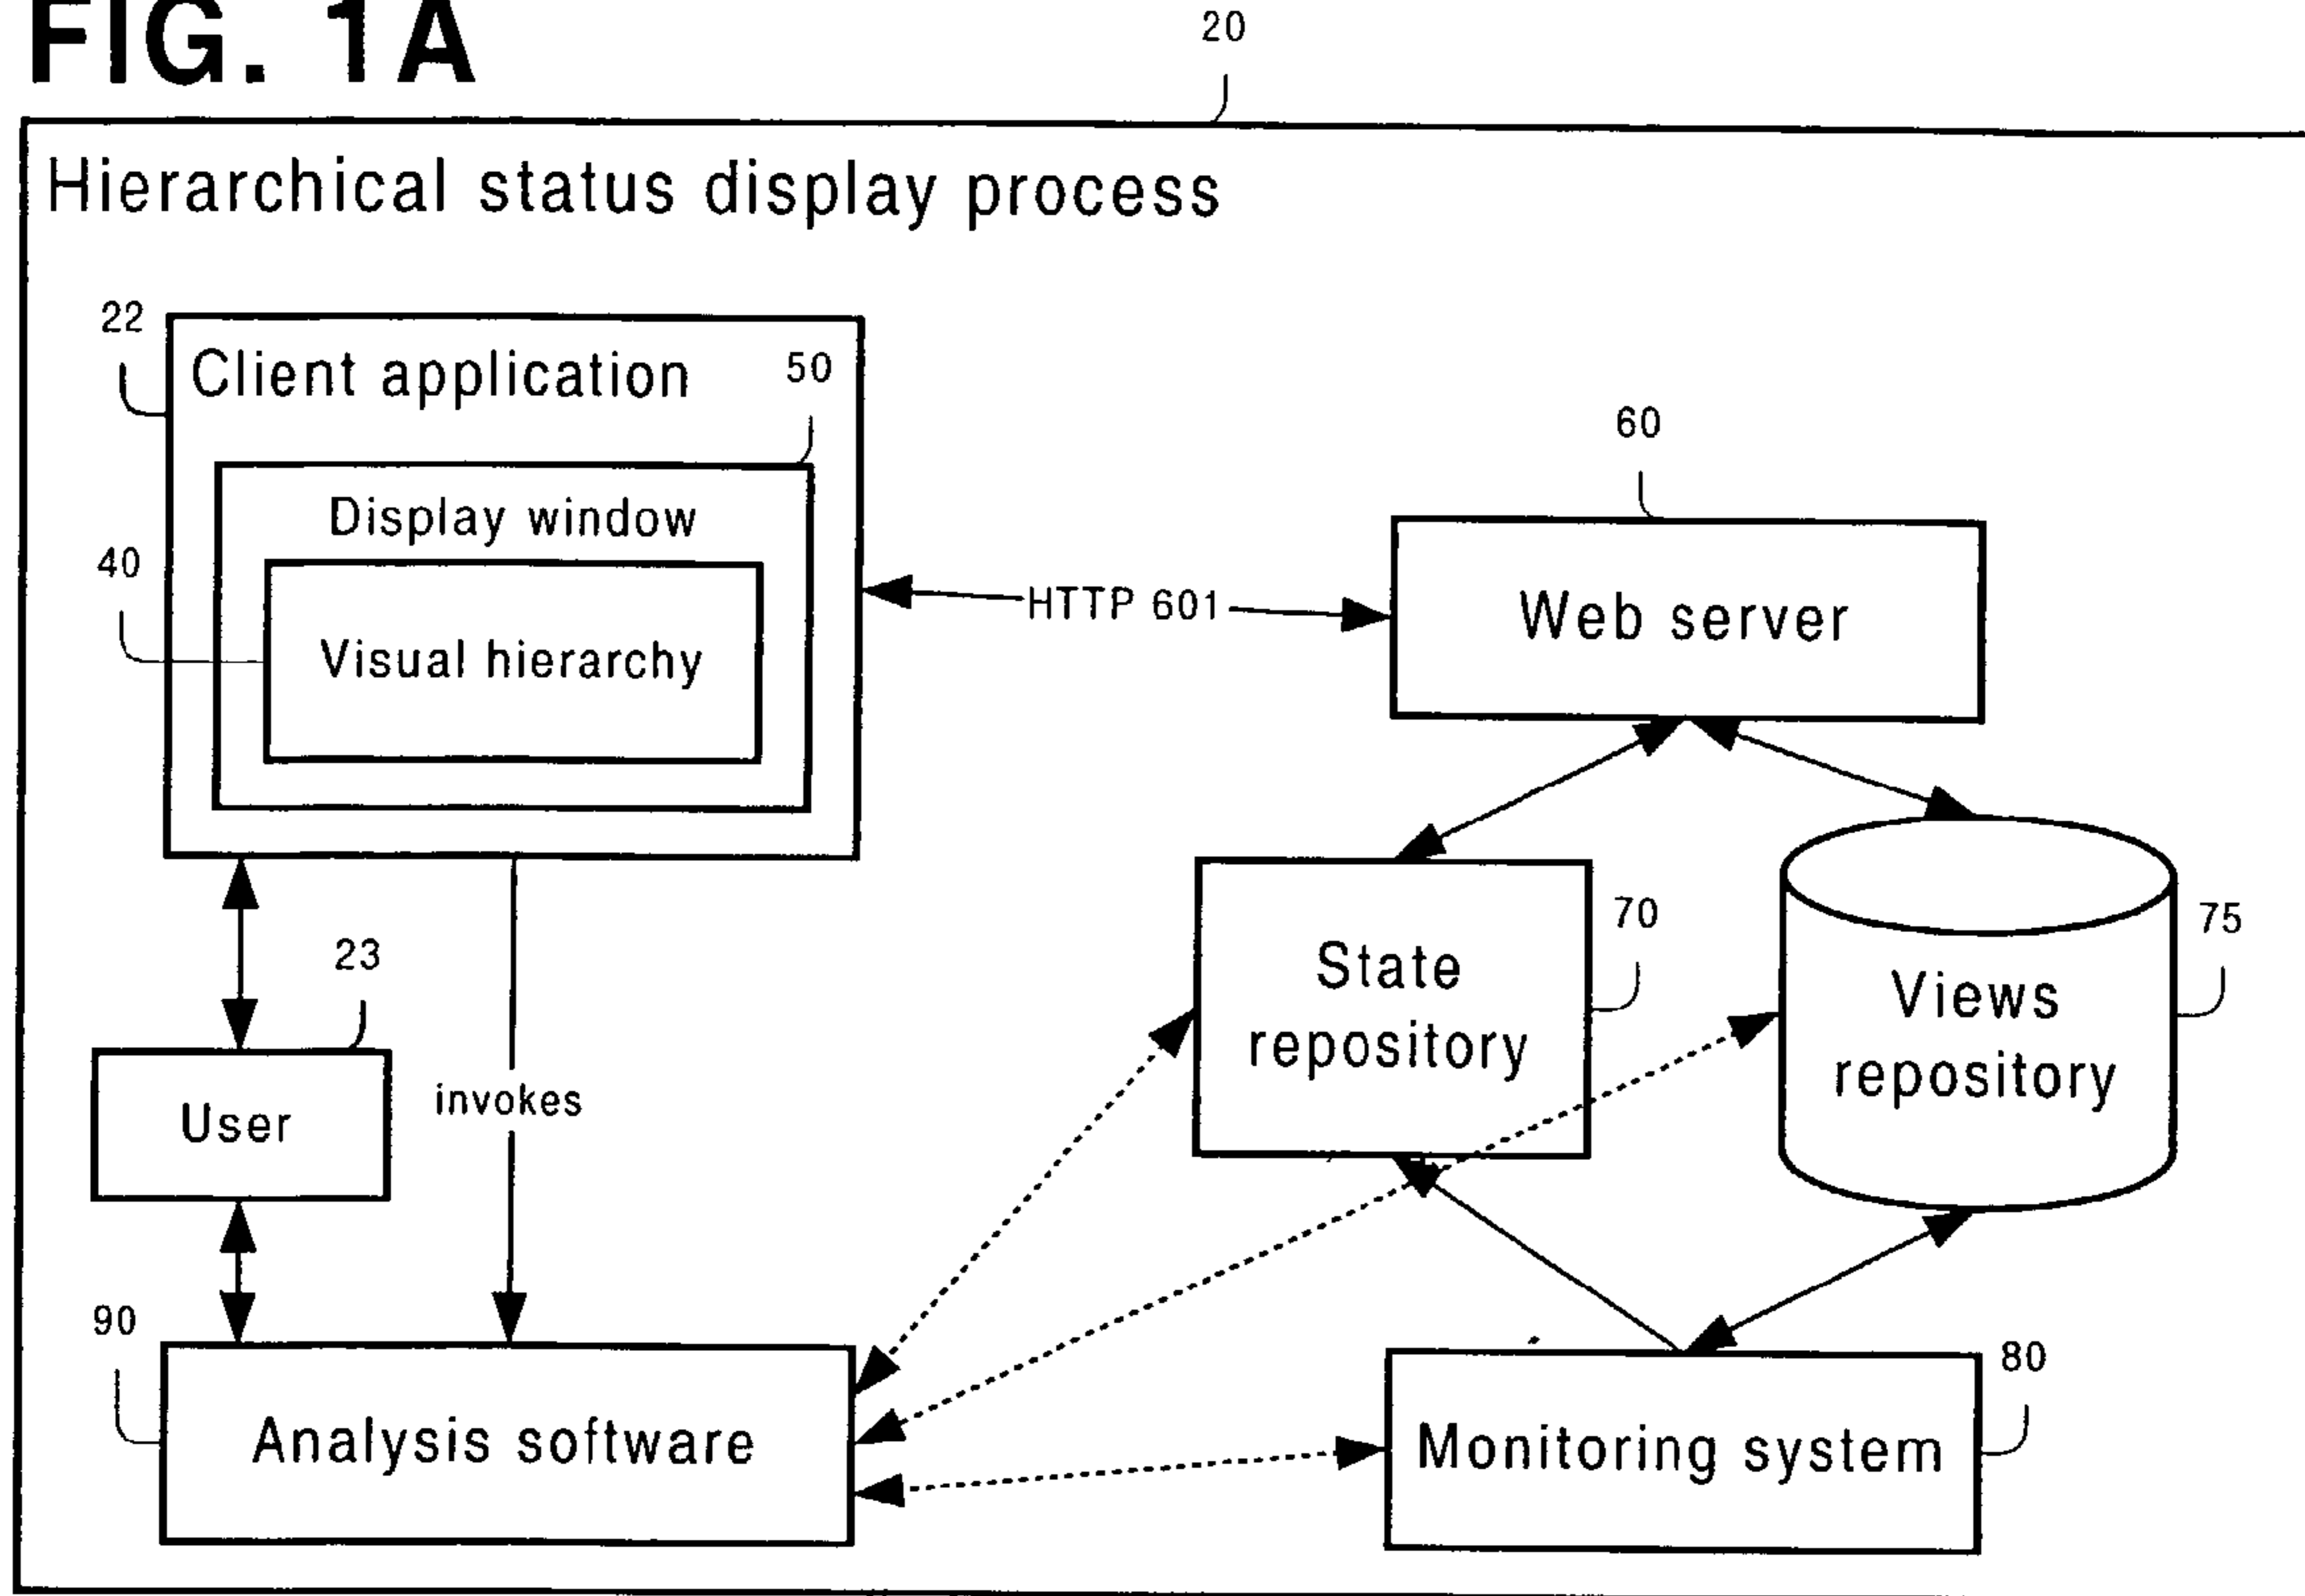 FIG. 1A
20
Hierarchical status display process
22
Client application
50
Display window
40
Visual hierarchy
HTTP 601
60
Web server
70
State
repository
75
Views
repository
23
User
invokes
90
Analysis software
80
Monitoring system